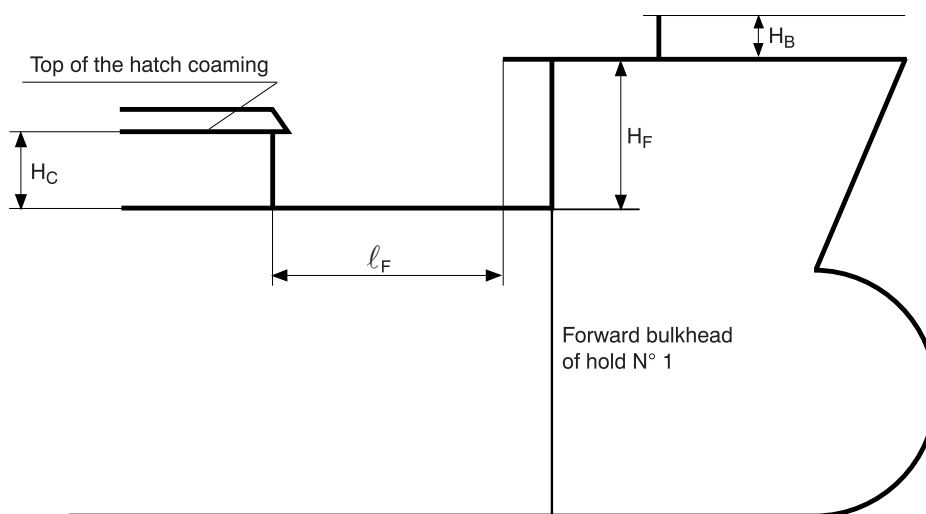 H_B
Top of the hatch coaming
H_F
H_C
ℓ_F
Forward bulkhead
of hold N° 1